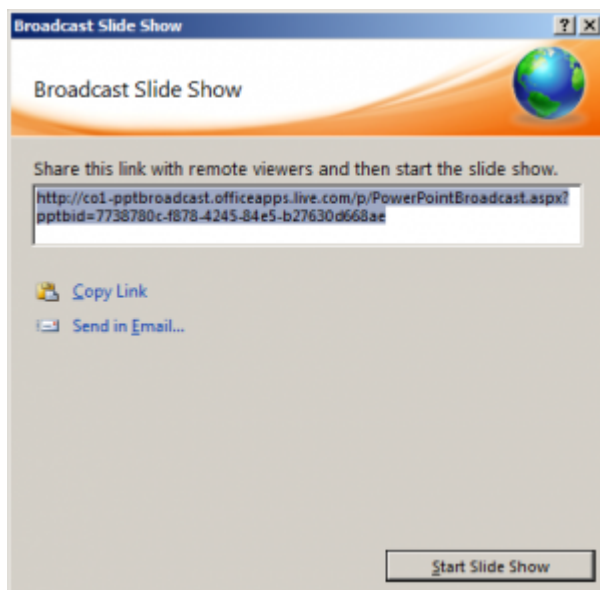 Broadcast Slide Show
Broadcast Slide Show
Share this link with remote viewers and then start the slide show.
http://co1-pptbroadcast.officeapps.live.com/p/PowerPointBroadcast.aspx?
pptbid=7738780c-f878-4245-84e5-b27630d668ae
Copy Link
Send in Email...
Start Slide Show